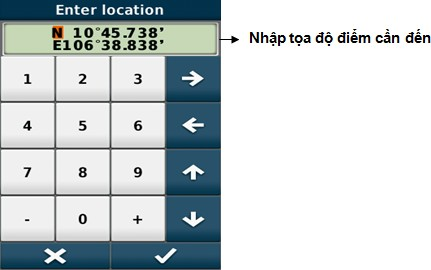 Enter location
N 10°45.738'
E106°38.838'
Nhập tọa độ điểm cần đến
1 2 3
4 5 6
7 8 9
- 0 +